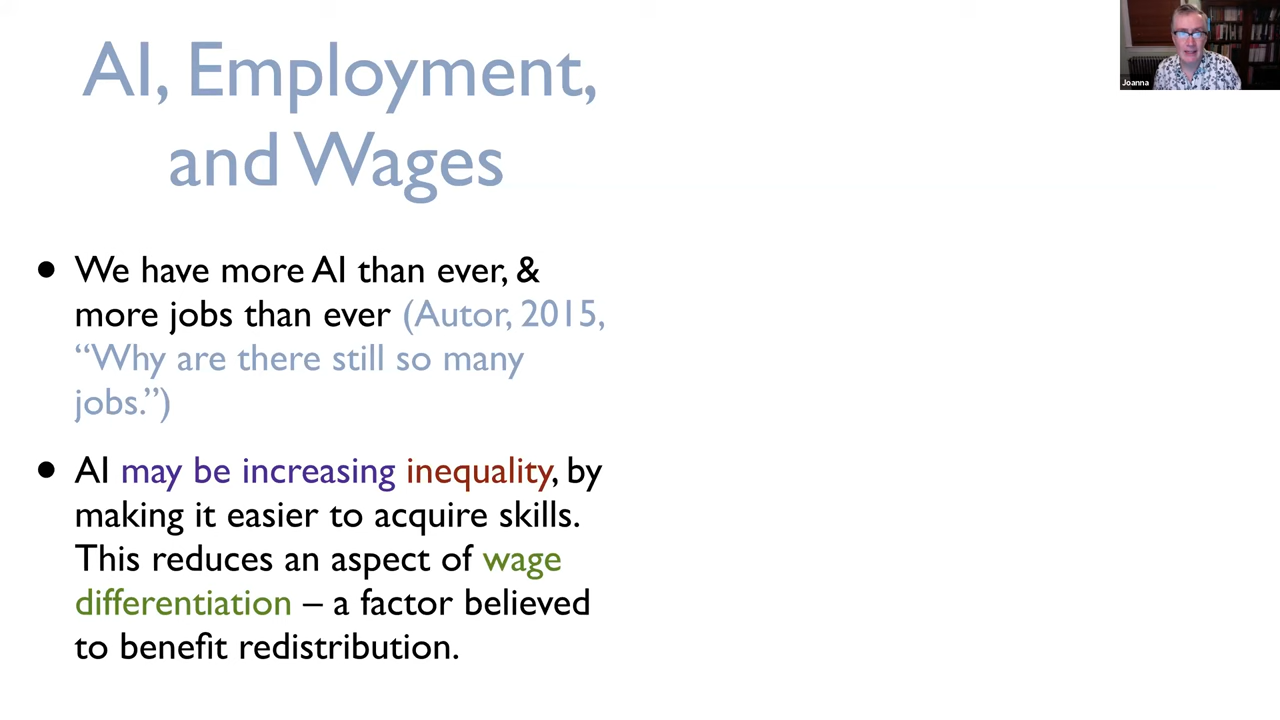 AI, Employment,
and Wages
• We have more AI than ever, &
more jobs than ever (Autor, 2015,
“Why are there still so many
jobs.”)
• AI may be increasing inequality, by
making it easier to acquire skills.
This reduces an aspect of wage
differentiation – a factor believed
to benefit redistribution.
Joanna